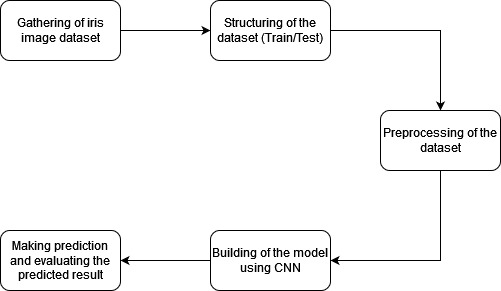 Gathering of iris
image dataset
Structuring of the
dataset (Train/Test)
Preprocessing of the
dataset
Building of the model
using CNN
Making prediction
and evaluating the
predicted result